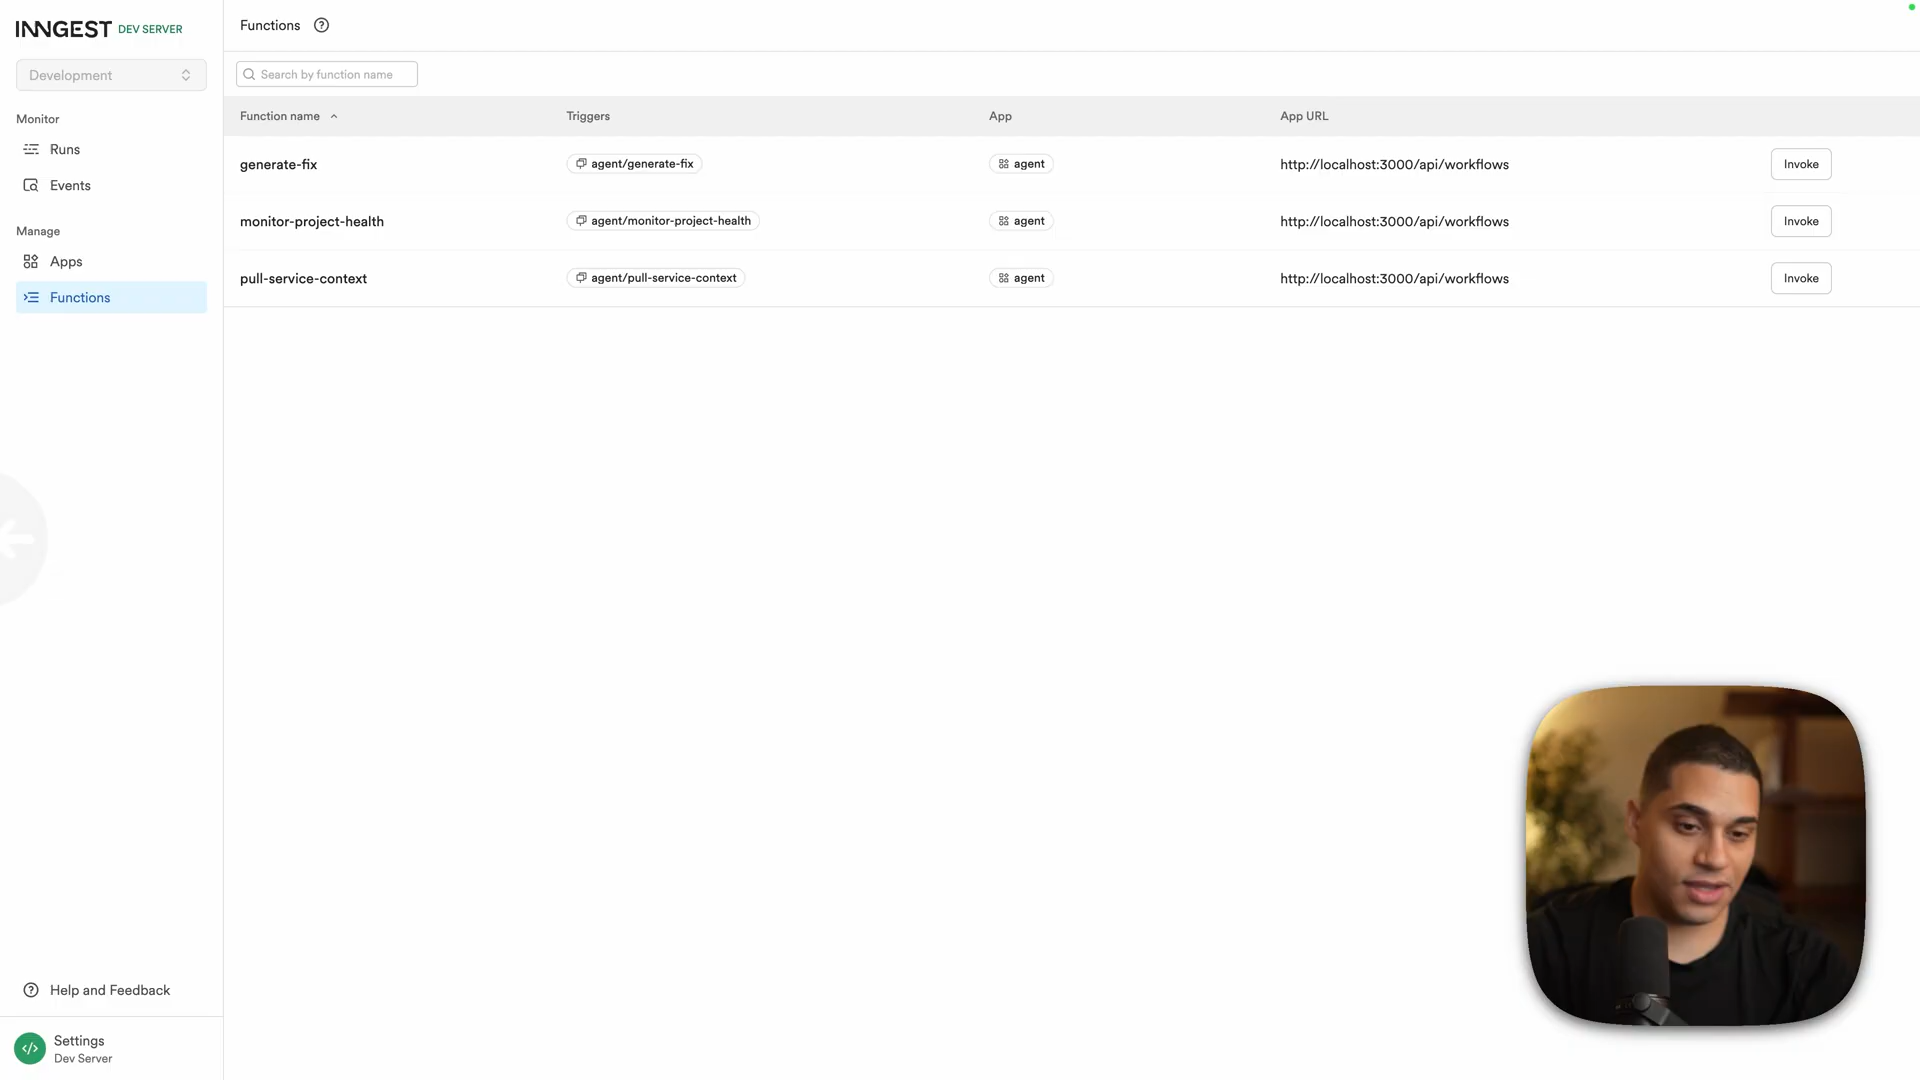 INNGEST DEV SERVER
Development
Monitor
Runs
Events
Manage
Apps
Functions
Help and Feedback
Settings
Dev Server
Functions
Search by function name
Function name Triggers App App URL
generate-fix agent/generate-fix agent http://localhost:3000/api/workflows Invoke
monitor-project-health agent/monitor-project-health agent http://localhost:3000/api/workflows Invoke
pull-service-context agent/pull-service-context agent http://localhost:3000/api/workflows Invoke